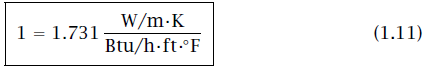 1 = 1.731 W/m·K / Btu/h·ft·°F (1.11)